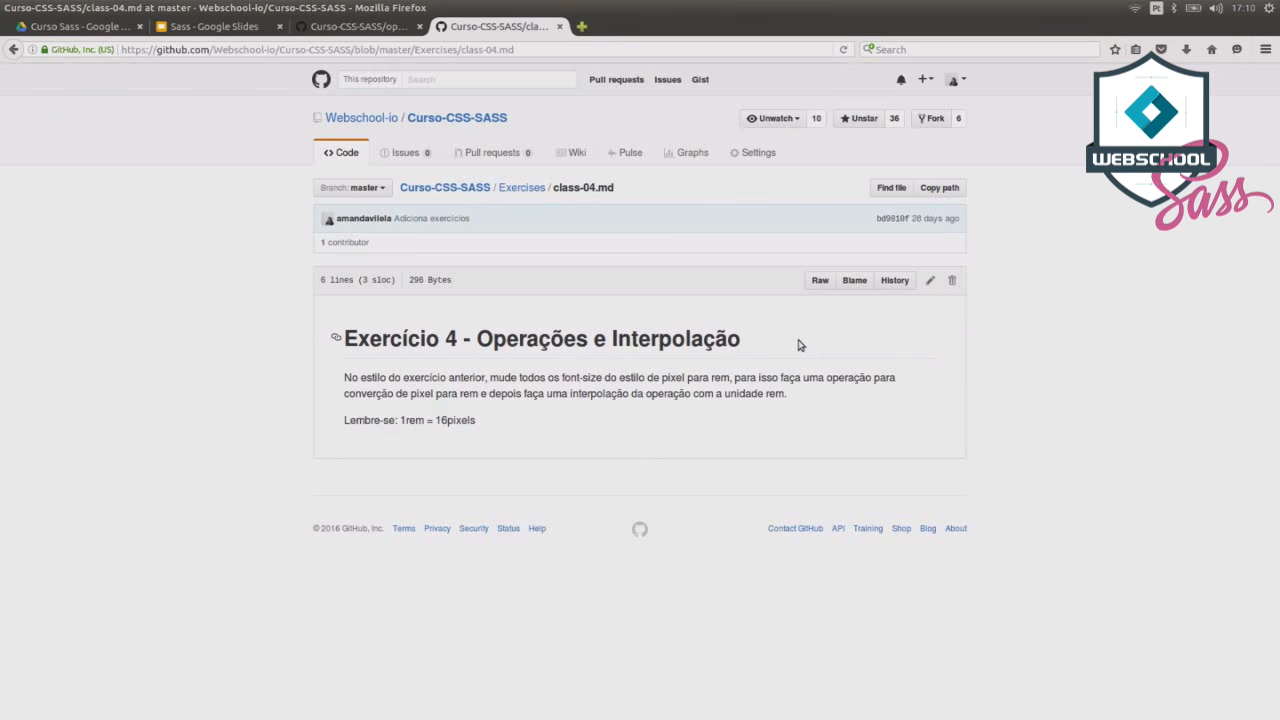 Curso-CSS-SASS/class-04.md at master - Webschool-io/Curso-CSS-SASS - Mozilla Firefox
Pt
17:10
Curso Sass - Google ... ×
Sass - Google Slides ×
Curso-CSS-SASS/op... ×
Curso-CSS-SASS/cla... ×
GitHub, Inc. (US)
https://github.com/Webschool-io/Curso-CSS-SASS/blob/master/Exercises/class-04.md
Search
This repository
Search
Pull requests Issues Gist
WEBSCHOOL
Sass
Webschool-io / Curso-CSS-SASS
Unwatch 10
Unstar 36
Fork 6
Code
Issues 0
Pull requests 0
Wiki
Pulse
Graphs
Settings
Branch: master
Curso-CSS-SASS / Exercises / class-04.md
Find file Copy path
amandavilela Adiciona exercícios
bd9810f 26 days ago
1 contributor
6 lines (3 sloc) 296 Bytes
Raw Blame History
Exercício 4 - Operações e Interpolação
No estilo do exercício anterior, mude todos os font-size do estilo de pixel para rem, para isso faça uma operação para
converção de pixel para rem e depois faça uma interpolação da operação com a unidade rem.
Lembre-se: 1rem = 16pixels
© 2016 GitHub, Inc. Terms Privacy Security Status Help
Contact GitHub API Training Shop Blog About